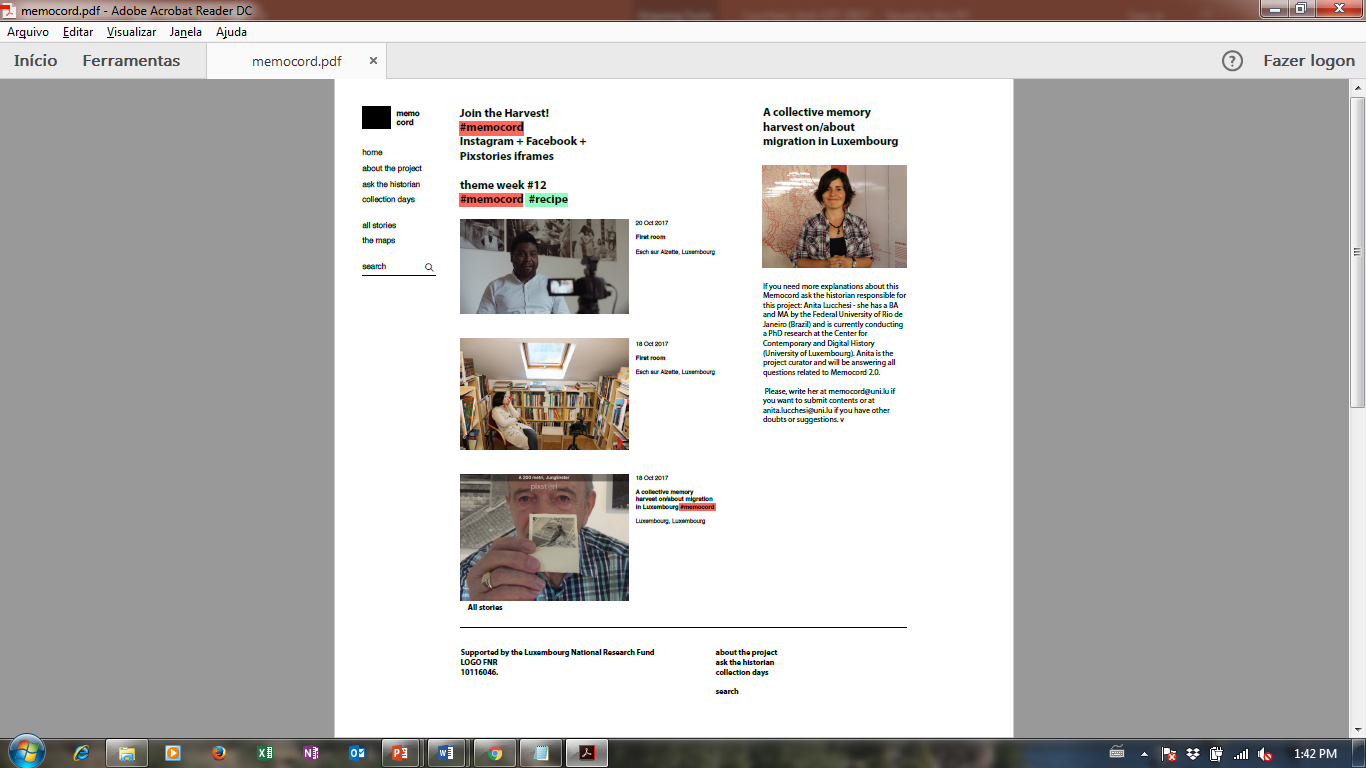 memocord.pdf - Adobe Acrobat Reader DC
Arquivo Editar Visualizar Janela Ajuda
Início Ferramentas memocord.pdf × ? Fazer logon
memo
cord
home
about the project
ask the historian
collection days
all stories
the maps
search
Join the Harvest!
#memocord
Instagram + Facebook +
Pixstories iframes
theme week #12
#memocord #recipe
20 Oct 2017
First room
Esch sur Alzette, Luxembourg
18 Oct 2017
First room
Esch sur Alzette, Luxembourg
A 200 metri, Junglinster
18 Oct 2017
A collective memory
harvest on/about migration
in Luxembourg #memocord
Luxembourg, Luxembourg
All stories
A collective memory
harvest on/about
migration in Luxembourg
If you need more explanations about this
Memocord ask the historian responsible for
this project: Anita Lucchesi - she has a BA
and MA by the Federal University of Rio de
Janeiro (Brazil) and is currently conducting
a PhD research at the Center for
Contemporary and Digital History
(University of Luxembourg). Anita is the
project curator and will be answering all
questions related to Memocord 2.0.
Please, write her at memocord@uni.lu if
you want to submit contents or at
anita.lucchesi@uni.lu if you have other
doubts or suggestions. v
Supported by the Luxembourg National Research Fund
LOGO FNR
10116046.
about the project
ask the historian
collection days
search
1:42 PM